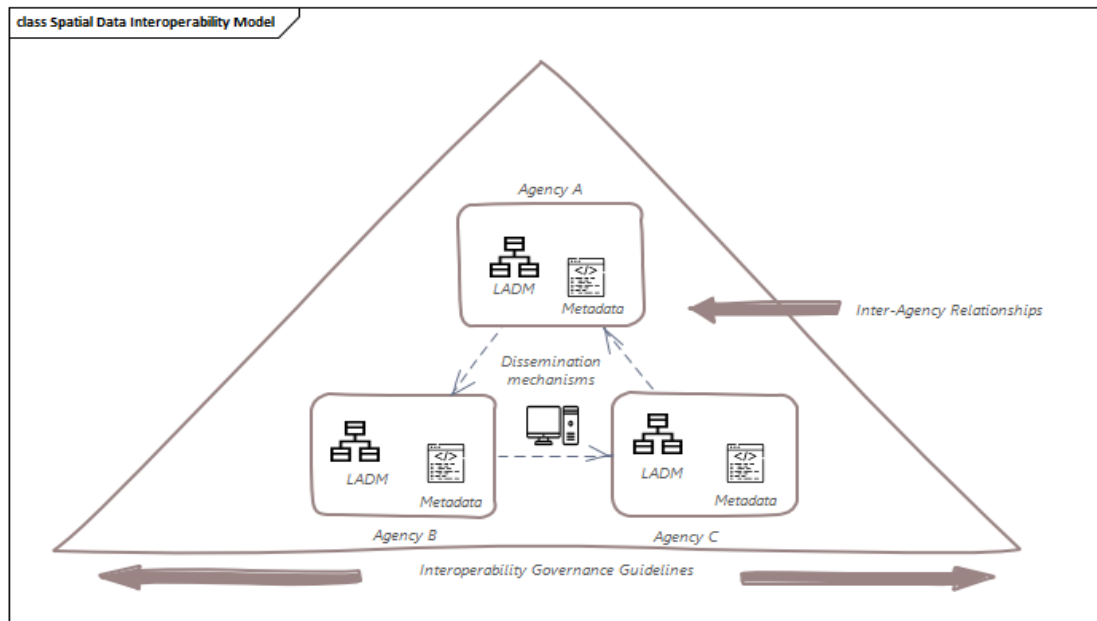 class Spatial Data Interoperability Model
Agency A
LADM
</>
Metadata
Inter-Agency Relationships
Dissemination
mechanisms
LADM
</>
Metadata
Agency B
LADM
</>
Metadata
Agency C
Interoperability Governance Guidelines